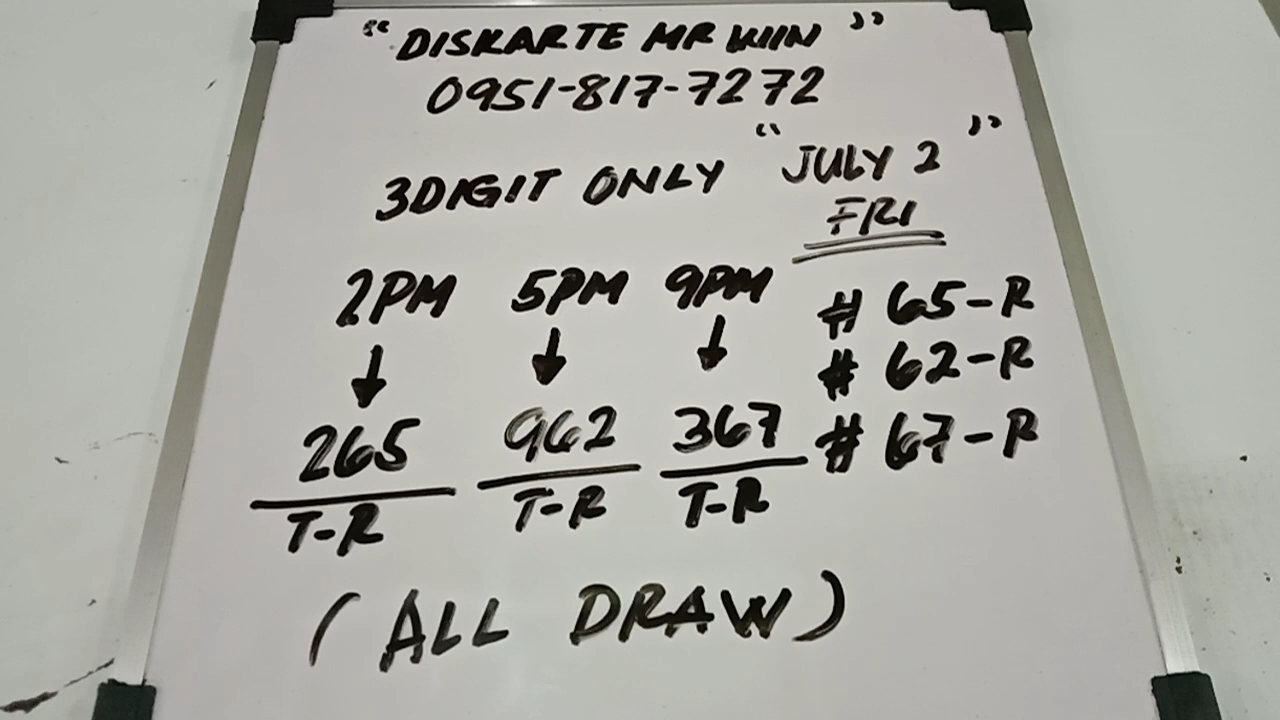 “DISKARTE MR WIIN”
0951-817-7272
3DIGIT ONLY “JULY 2”
FRI
2PM 5PM 9PM # 65-R
# 62-R
265 962 367 # 67-R
T-R T-R T-R
(ALL DRAW)